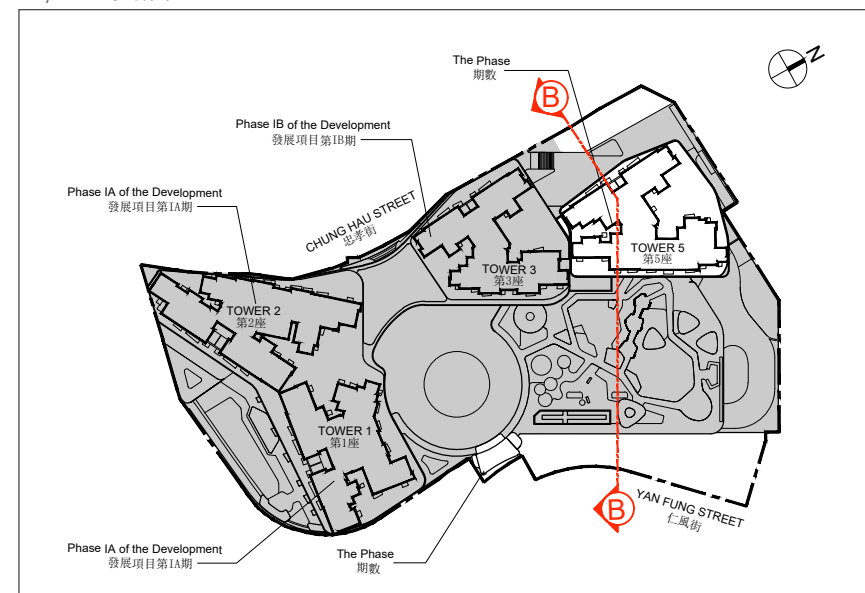 The Phase
期數
N
B
Phase IB of the Development
發展項目第IB期
Phase IA of the Development
發展項目第IA期
CHUNG HAU STREET
忠孝街
TOWER 5
第5座
TOWER 3
第3座
TOWER 2
第2座
TOWER 1
第1座
B
YAN FUNG STREET
仁風街
Phase IA of the Development
發展項目第IA期
The Phase
期數